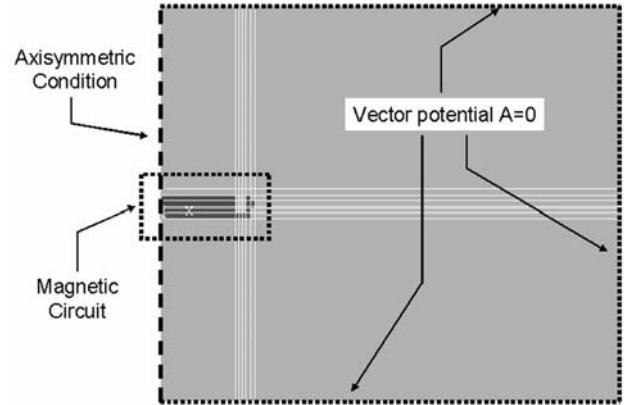 Axisymmetric
Condition
Vector potential A=0
X
Magnetic
Circuit